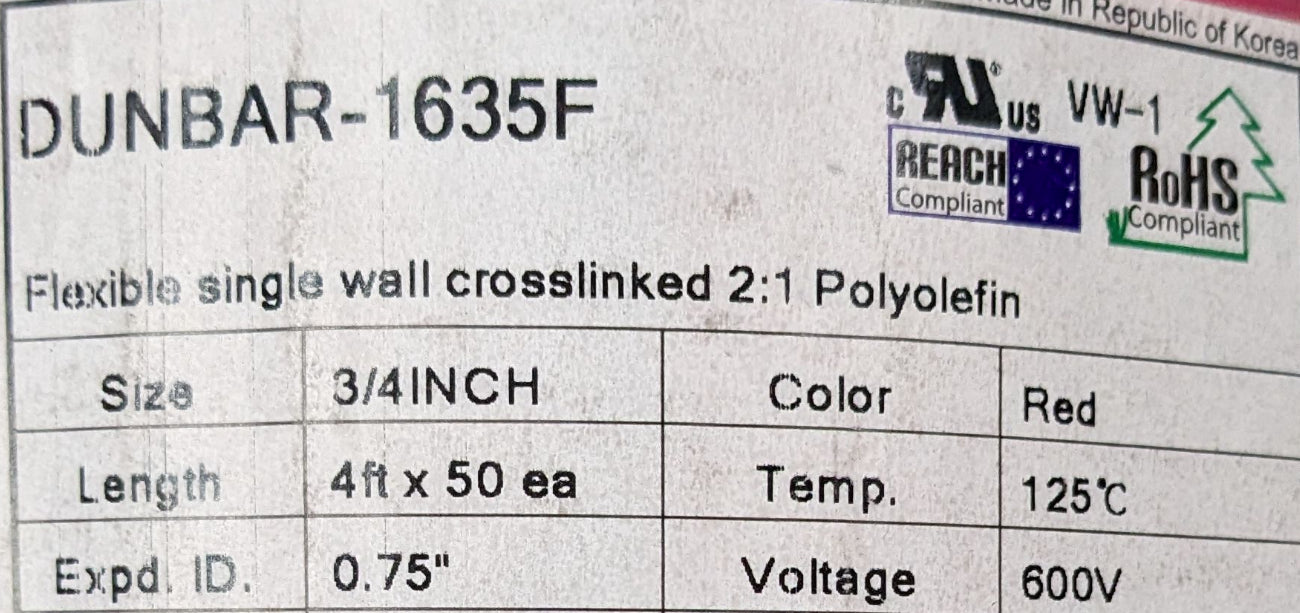 in Republic of Korea
DUNBAR-1635F
c RU® US VW-1
REACH
Compliant
RoHS
Compliant
Flexible single wall crosslinked 2:1 Polyolefin
Size 3/4INCH Color Red
Length 4ft x 50 ea Temp. 125℃
Expd. ID. 0.75" Voltage 600V